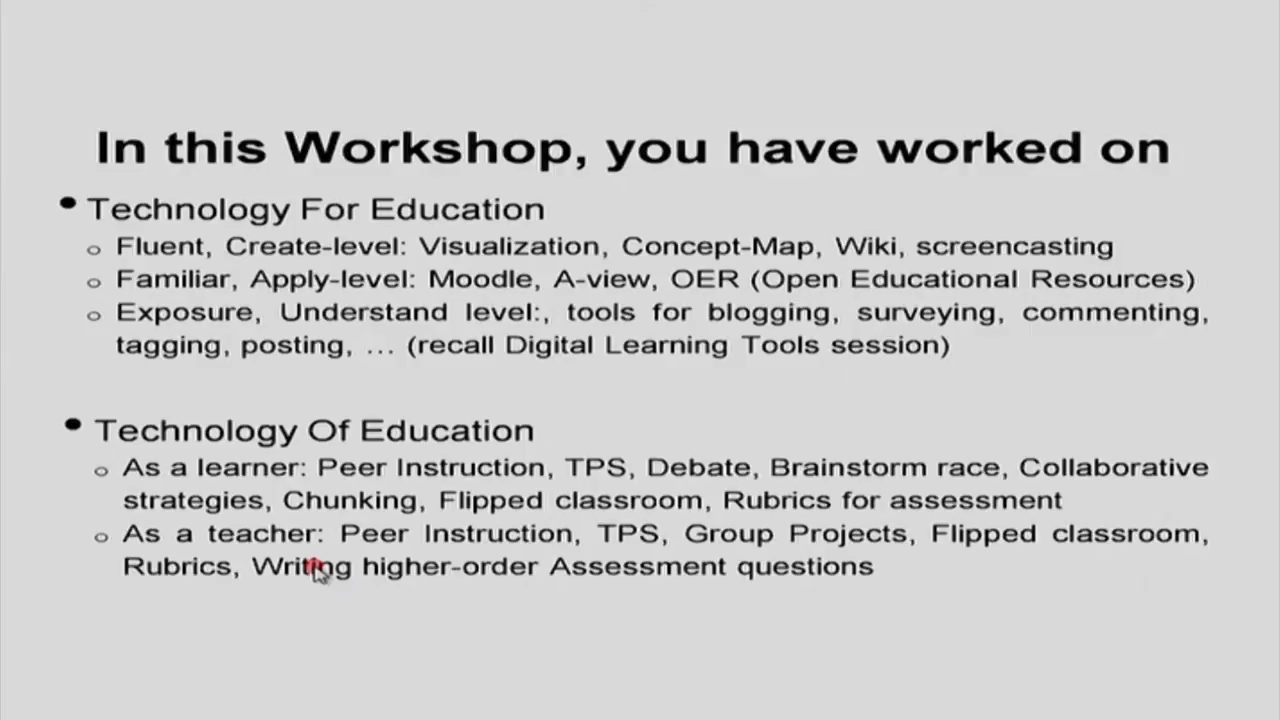 In this Workshop, you have worked on
• Technology For Education
o Fluent, Create-level: Visualization, Concept-Map, Wiki, screencasting
o Familiar, Apply-level: Moodle, A-view, OER (Open Educational Resources)
o Exposure, Understand level:, tools for blogging, surveying, commenting,
tagging, posting, … (recall Digital Learning Tools session)
• Technology Of Education
o As a learner: Peer Instruction, TPS, Debate, Brainstorm race, Collaborative
strategies, Chunking, Flipped classroom, Rubrics for assessment
o As a teacher: Peer Instruction, TPS, Group Projects, Flipped classroom,
Rubrics, Writing higher-order Assessment questions